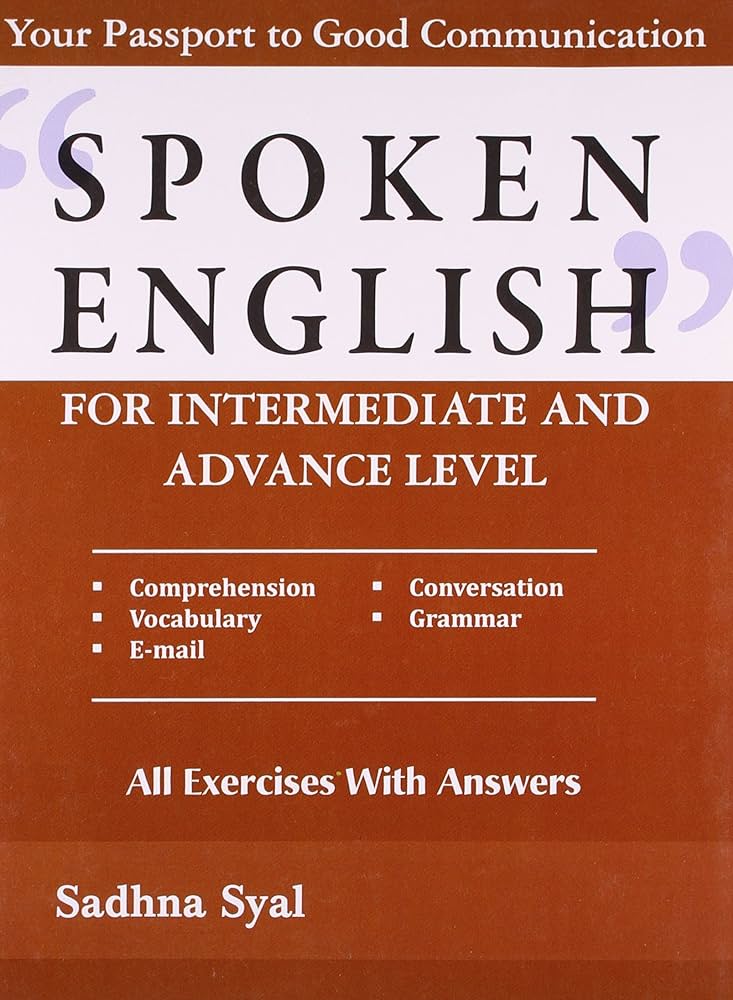 Your Passport to Good Communication
“SPOKEN
ENGLISH”
FOR INTERMEDIATE AND
ADVANCE LEVEL
▪ Comprehension
▪ Vocabulary
▪ E-mail
▪ Conversation
▪ Grammar
All Exercises With Answers
Sadhna Syal